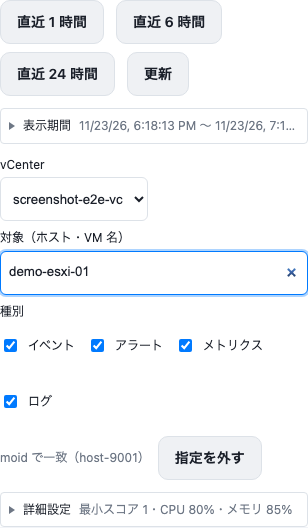 直近 1 時間 直近 6 時間
直近 24 時間 更新
▶ 表示期間 11/23/26, 6:18:13 PM 〜 11/23/26, 7:1…
vCenter
screenshot-e2e-vc
対象（ホスト・VM 名）
demo-esxi-01 ×
種別
イベント アラート メトリクス
ログ
moid で一致（host-9001） 指定を外す
▶ 詳細設定 最小スコア 1・CPU 80%・メモリ 85%